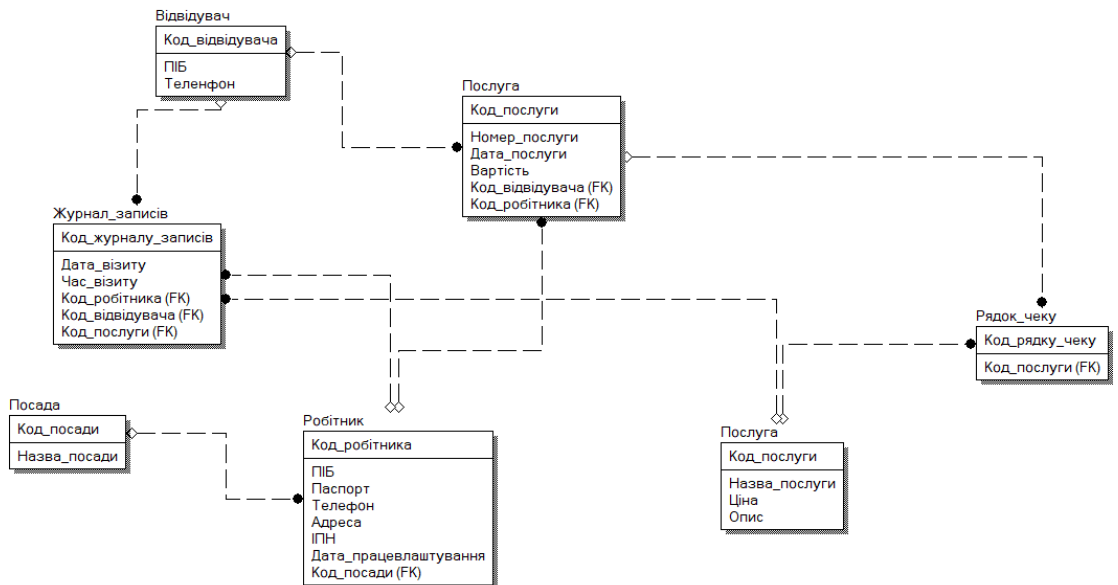 Відвідувач
Код_відвідувача
ПІБ
Теленфон
Послуга
Код_послуги
Номер_послуги
Дата_послуги
Вартість
Код_відвідувача (FK)
Код_робітника (FK)
Журнал_записів
Код_журналу_записів
Дата_візиту
Час_візиту
Код_робітника (FK)
Код_відвідувача (FK)
Код_послуги (FK)
Рядок_чеку
Код_рядку_чеку
Код_послуги (FK)
Посада
Код_посади
Назва_посади
Робітник
Код_робітника
ПІБ
Паспорт
Телефон
Адреса
ІПН
Дата_працевлаштування
Код_посади (FK)
Послуга
Код_послуги
Назва_послуги
Ціна
Опис